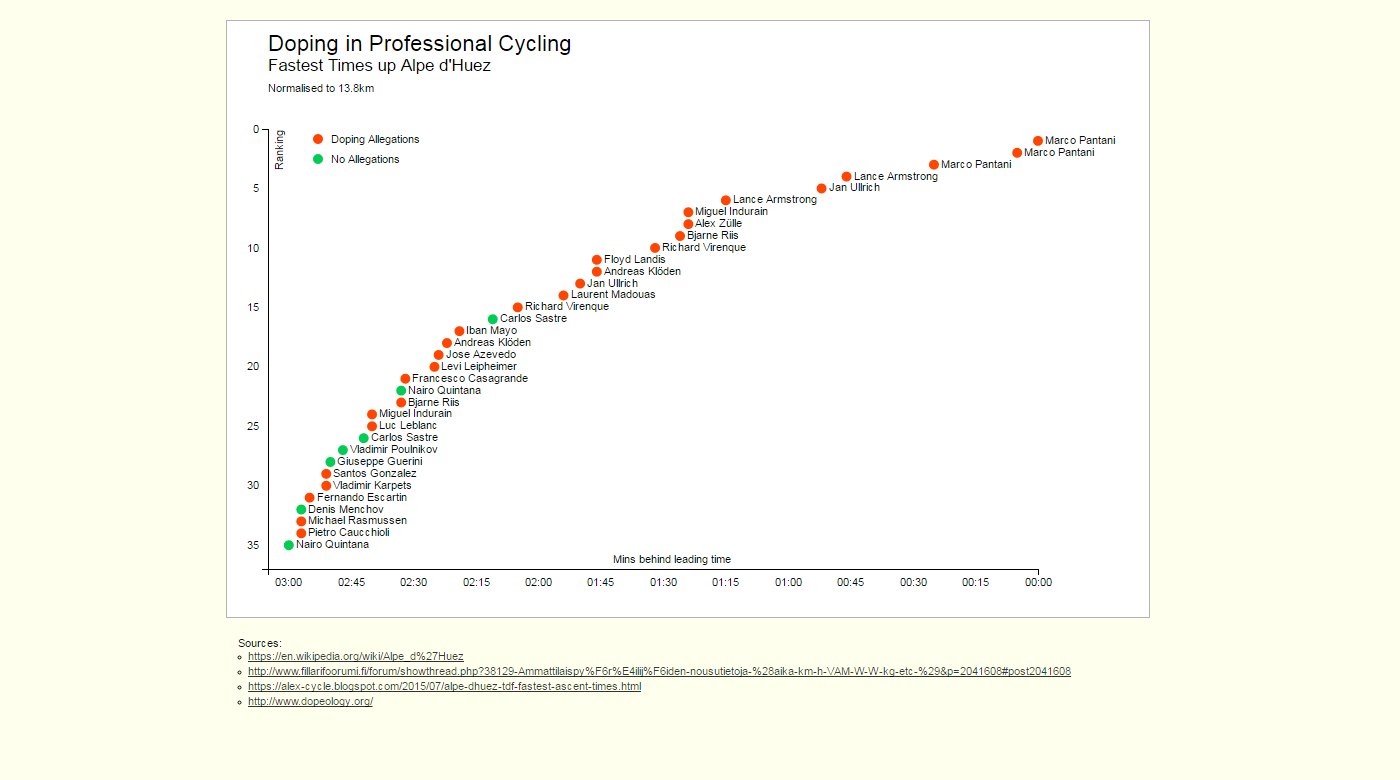 Doping in Professional Cycling
Fastest Times up Alpe d'Huez
Normalised to 13.8km
0
Ranking
Doping Allegations
No Allegations
Marco Pantani
Marco Pantani
Marco Pantani
Lance Armstrong
5
Jan Ullrich
Lance Armstrong
Miguel Indurain
Alex Zülle
Bjarne Riis
10
Richard Virenque
Floyd Landis
Andreas Klöden
Jan Ullrich
Laurent Madouas
15
Richard Virenque
Carlos Sastre
Iban Mayo
Andreas Klöden
Jose Azevedo
20
Levi Leipheimer
Francesco Casagrande
Nairo Quintana
Bjarne Riis
Miguel Indurain
25
Luc Leblanc
Carlos Sastre
Vladimir Poulnikov
Giuseppe Guerini
Santos Gonzalez
30
Vladimir Karpets
Fernando Escartin
Denis Menchov
Michael Rasmussen
Pietro Caucchioli
35
Nairo Quintana
Mins behind leading time
03:00 02:45 02:30 02:15 02:00 01:45 01:30 01:15 01:00 00:45 00:30 00:15 00:00
Sources:
https://en.wikipedia.org/wiki/Alpe_d%27Huez
http://www.fillarifoorumi.fi/forum/showthread.php?38129-Ammattilaispy%F6r%E4ilij%F6iden-nousutietoja-%28aika-km-h-VAM-W-W-kg-etc-%29&p=2041608#post2041608
https://alex-cycle.blogspot.com/2015/07/alpe-dhuez-tdf-fastest-ascent-times.html
http://www.dopeology.org/